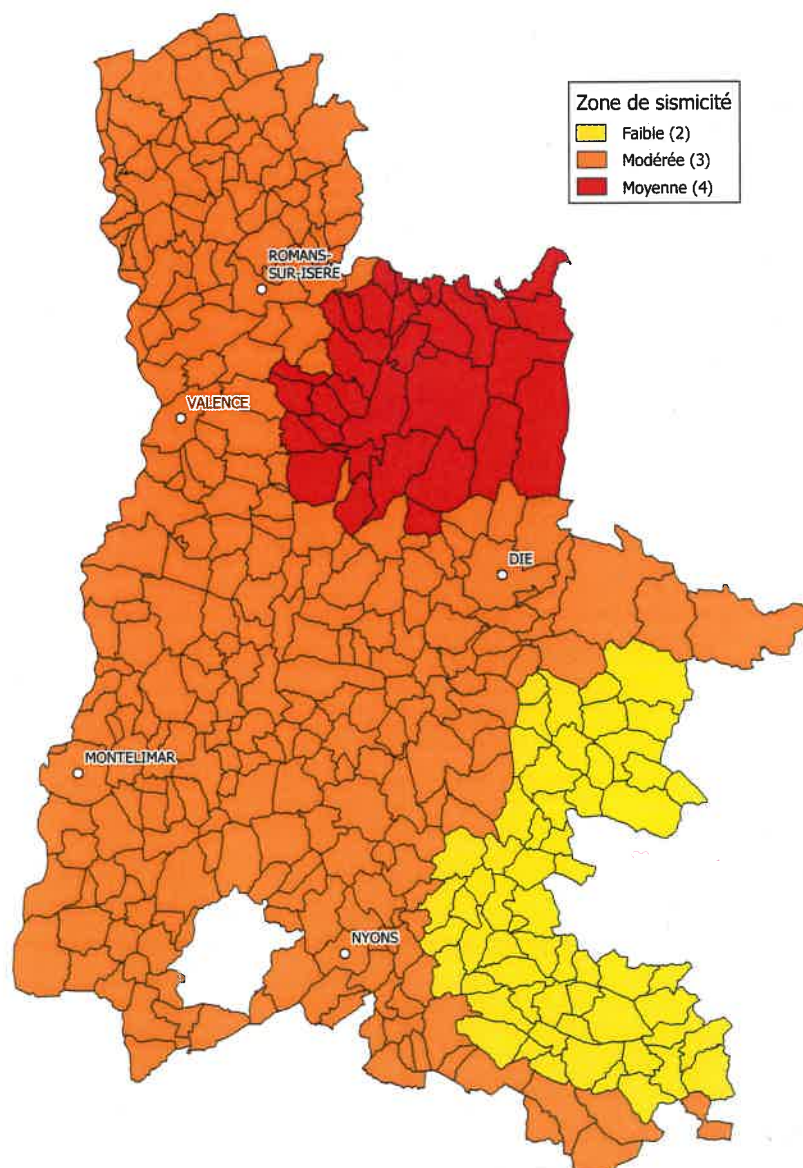 Zone de sismicité
Faible (2)
Modérée (3)
Moyenne (4)
ROMANS-
SUR-ISERE
VALENCE
DIE
MONTELIMAR
NYONS